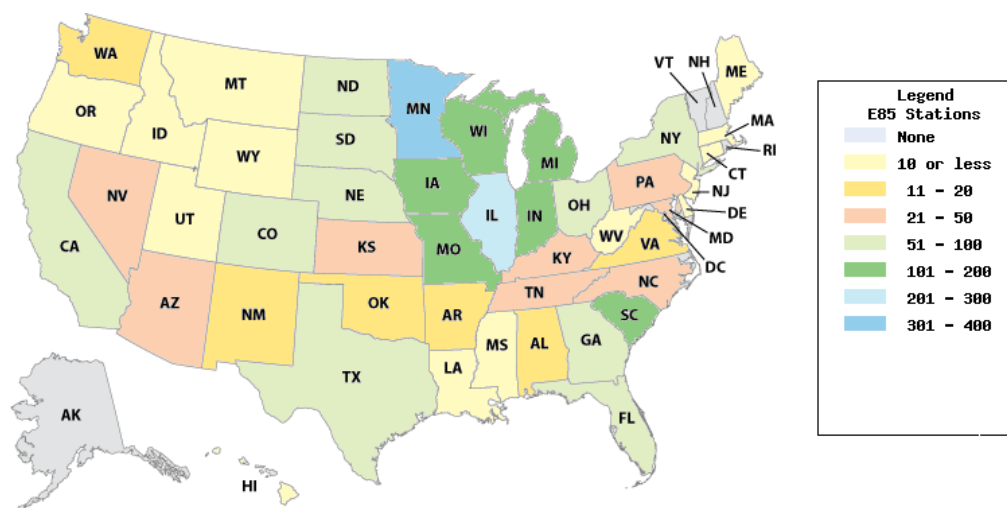 WA
MT
ND
MN
VT
NH
ME
OR
ID
SD
WI
MI
NY
MA
WY
RI
CT
NV
UT
NE
IA
PA
NJ
CA
CO
IL
IN
OH
DE
KS
MO
WV
VA
MD
KY
DC
AZ
NM
OK
AR
TN
NC
SC
MS
AL
GA
TX
LA
FL
AK
HI
Legend
E85 Stations
None
10 or less
11 - 20
21 - 50
51 - 100
101 - 200
201 - 300
301 - 400